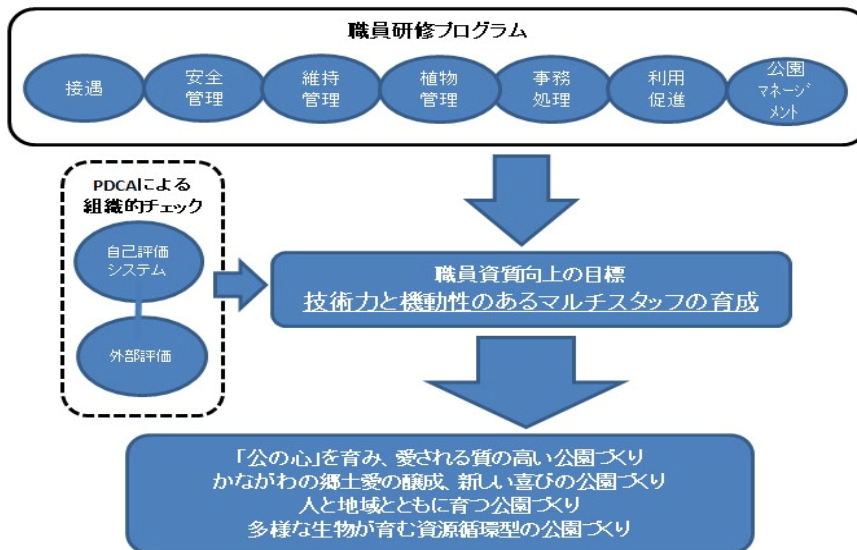 職員研修プログラム
接遇
安全
管理
維持
管理
植物
管理
事務
処理
利用
促進
公園
マネージ
メント
PDCAによる
組織的チェック
自己評価
システム
外部評価
職員資質向上の目標
技術力と機動性のあるマルチスタッフの育成
「公の心」を育み、愛される質の高い公園づくり
かながわの郷土愛の醸成、新しい喜びの公園づくり
人と地域とともに育つ公園づくり
多様な生物が育む資源循環型の公園づくり